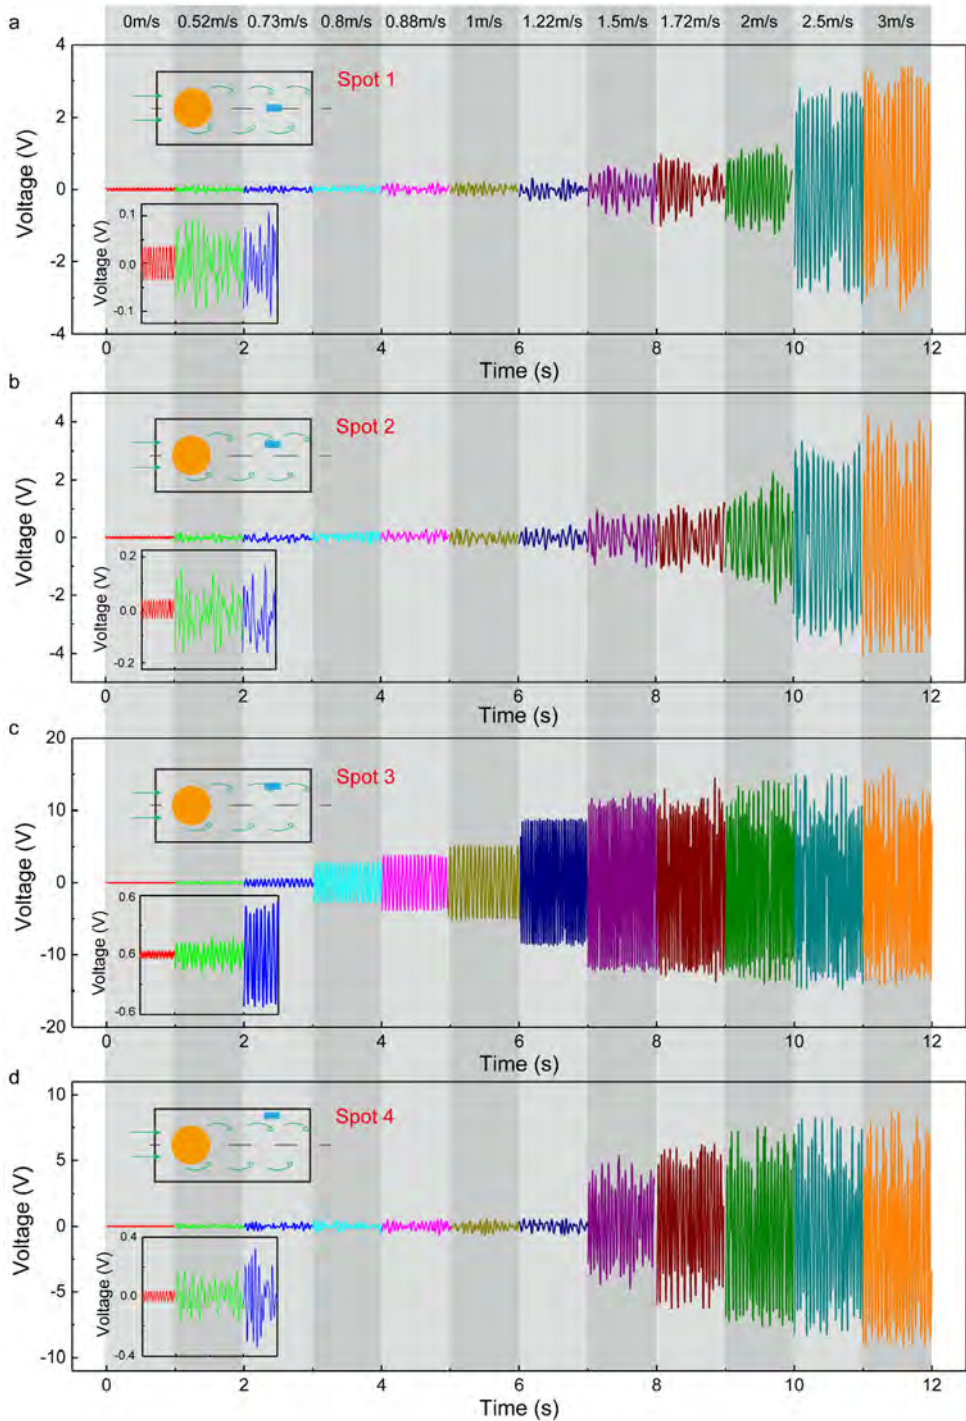 a
0m/s 0.52m/s 0.73m/s 0.8m/s 0.88m/s 1m/s 1.22m/s 1.5m/s 1.72m/s 2m/s 2.5m/s 3m/s
4
2
0
-2
-4
Voltage (V)
Spot 1
Voltage (V)
0.1
0.0
-0.1
0 2 4 6 8 10 12
Time (s)
b
4
2
0
-2
-4
Voltage (V)
Spot 2
Voltage (V)
0.2
0.0
-0.2
0 2 4 6 8 10 12
Time (s)
c
20
10
0
-10
-20
Voltage (V)
Spot 3
Voltage (V)
0.6
0.6
-0.6
0 2 4 6 8 10 12
Time (s)
d
10
5
0
-5
-10
Voltage (V)
Spot 4
Voltage (V)
0.4
0.0
-0.4
0 2 4 6 8 10 12
Time (s)